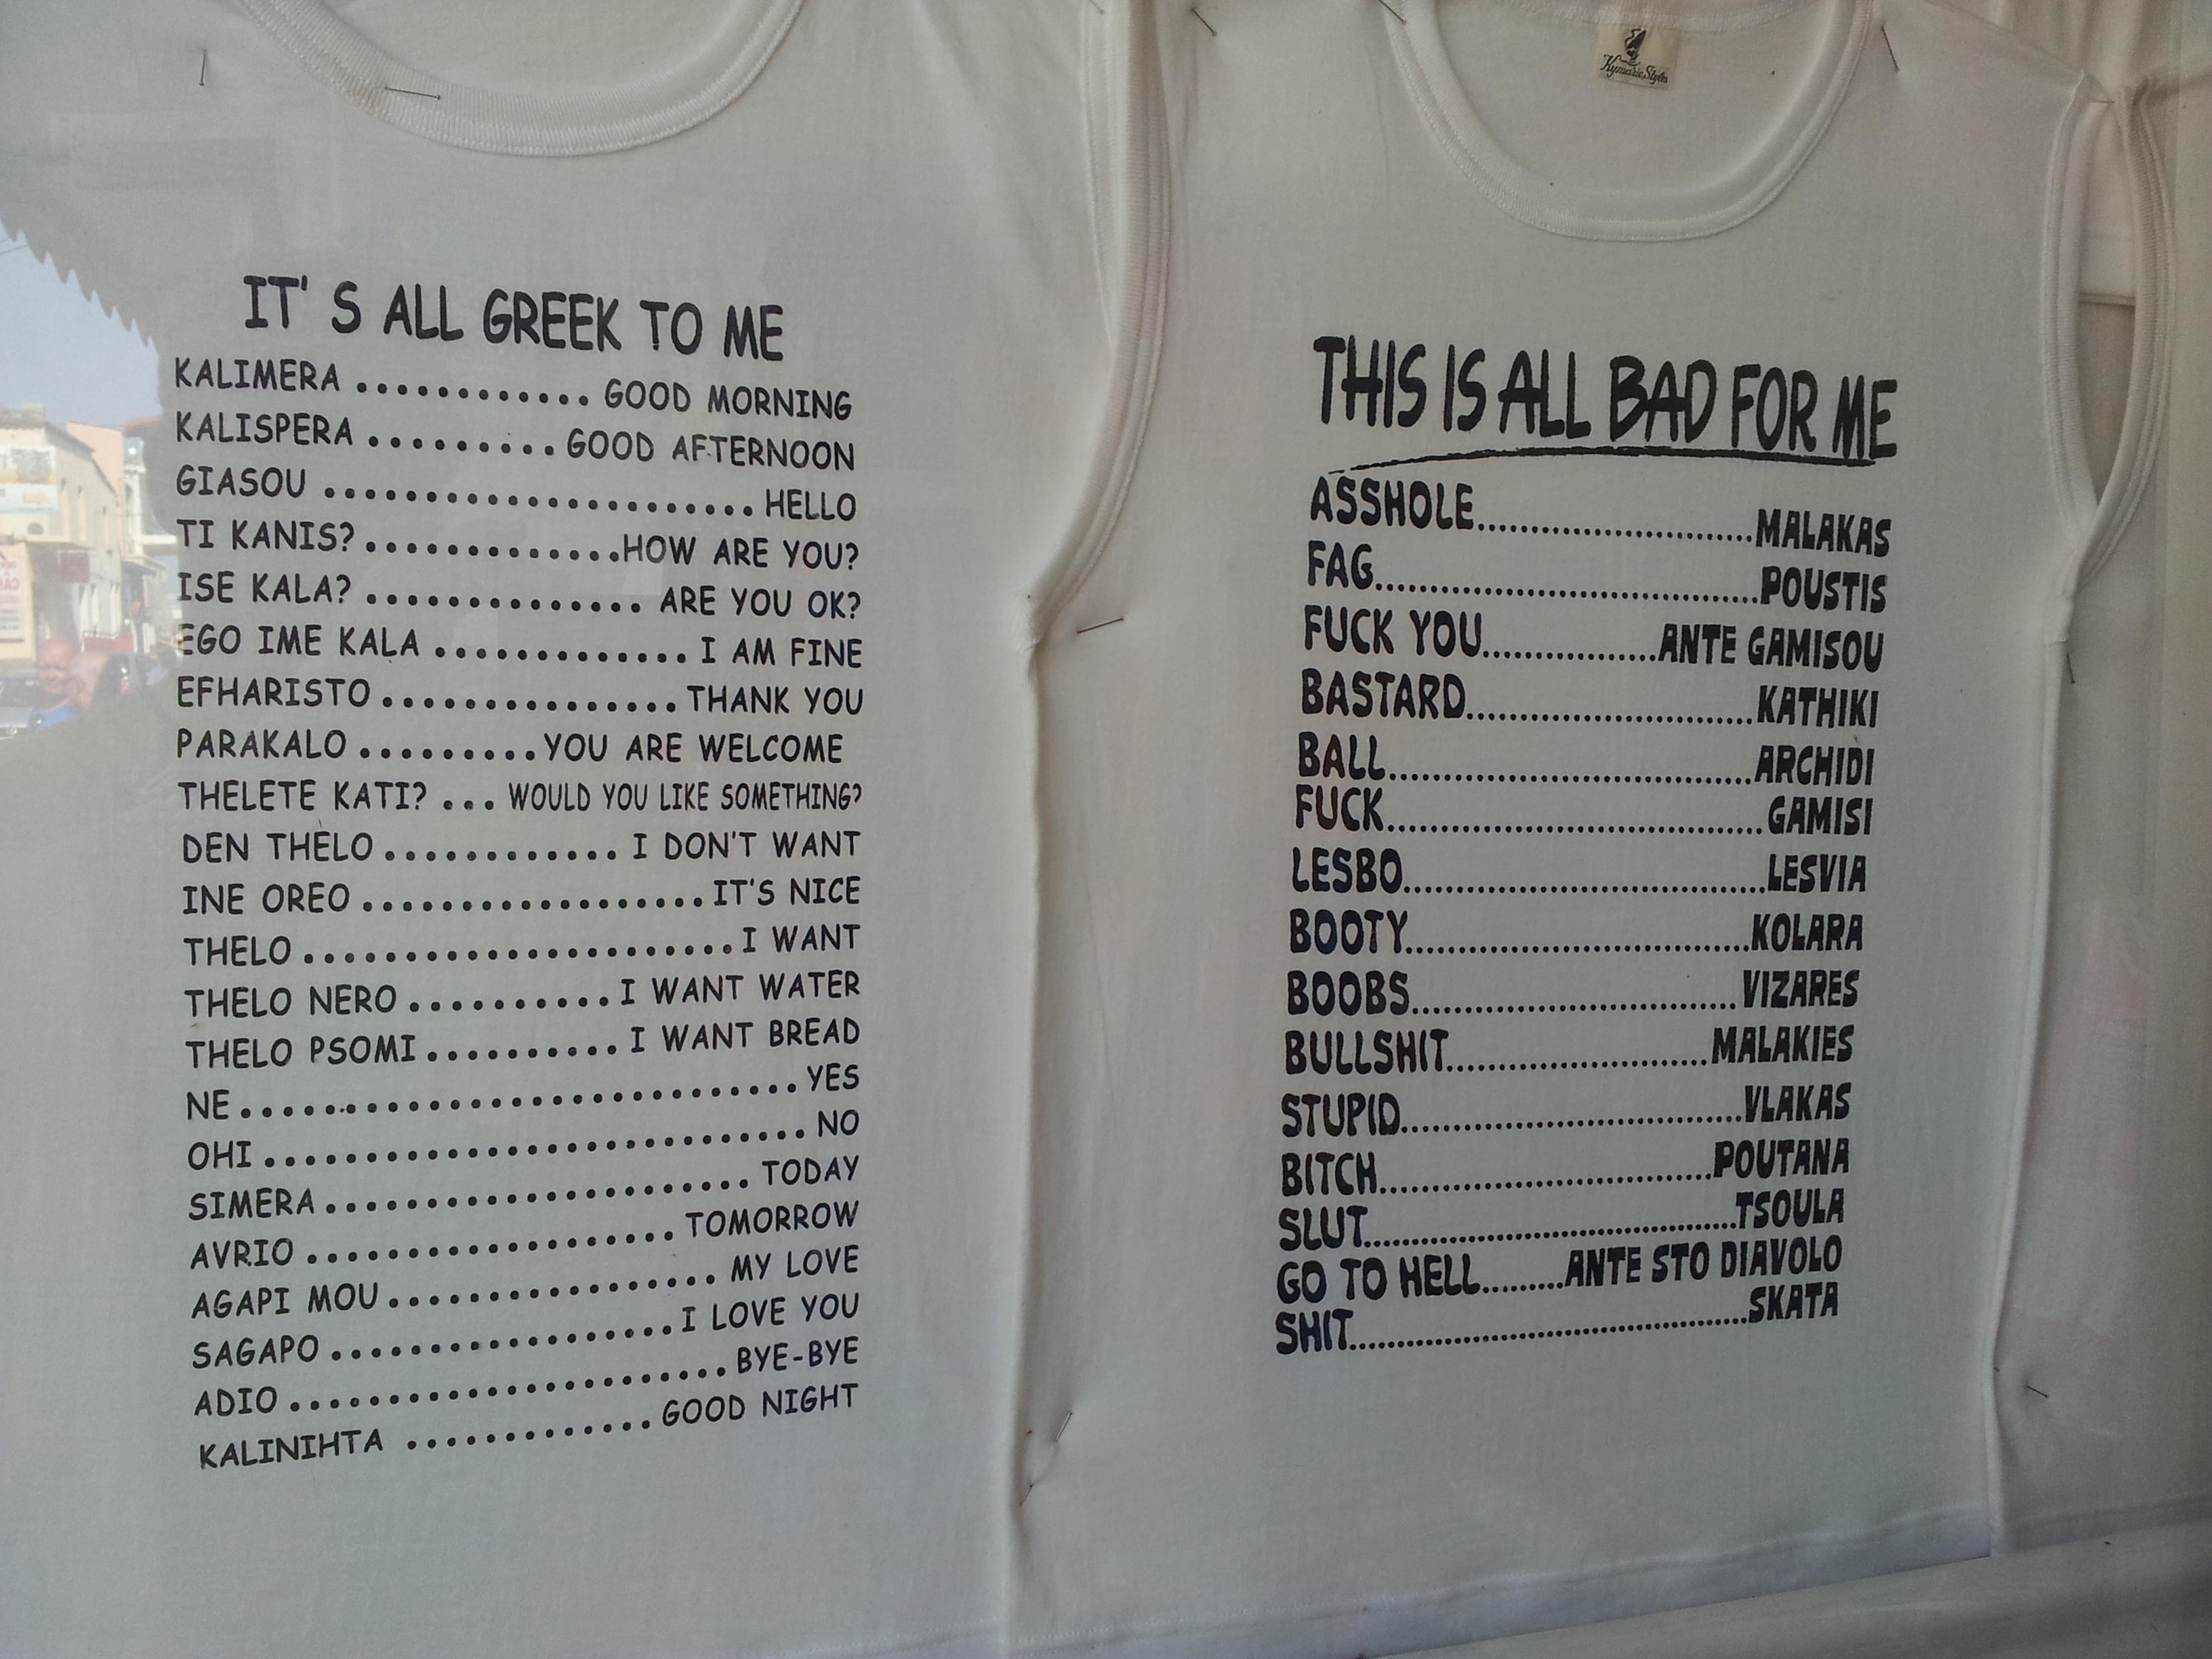 IT' S ALL GREEK TO ME
KALIMERA ............ GOOD MORNING
KALISPERA ......... GOOD AFTERNOON
GIASOU ...................... HELLO
TI KANIS? ............. HOW ARE YOU?
ISE KALA? .............. ARE YOU OK?
EGO IME KALA ............. I AM FINE
EFHARISTO ............... THANK YOU
PARAKALO ......... YOU ARE WELCOME
THELETE KATI? ... WOULD YOU LIKE SOMETHING?
DEN THELO ............ I DON'T WANT
INE OREO .................. IT'S NICE
THELO ...................... I WANT
THELO NERO .......... I WANT WATER
THELO PSOMI .......... I WANT BREAD
NE ............................ YES
OHI ........................... NO
SIMERA ..................... TODAY
AVRIO ................... TOMORROW
AGAPI MOU ................. MY LOVE
SAGAPO .................. I LOVE YOU
ADIO ...................... BYE-BYE
KALINIHTA ............. GOOD NIGHT
Kymatis Styles
THIS IS ALL BAD FOR ME
ASSHOLE..............................MALAKAS
FAG..........................................POUSTIS
FUCK YOU...................ANTE GAMISOU
BASTARD...............................KATHIKI
BALL........................................ARCHIDI
FUCK.........................................GAMISI
LESBO.......................................LESVIA
BOOTY.....................................KOLARA
BOOBS...................................VIZARES
BULLSHIT............................MALAKIES
STUPID.....................................VLAKAS
BITCH....................................POUTANA
SLUT.........................................TSOULA
GO TO HELL.........ANTE STO DIAVOLO
SHIT............................................SKATA